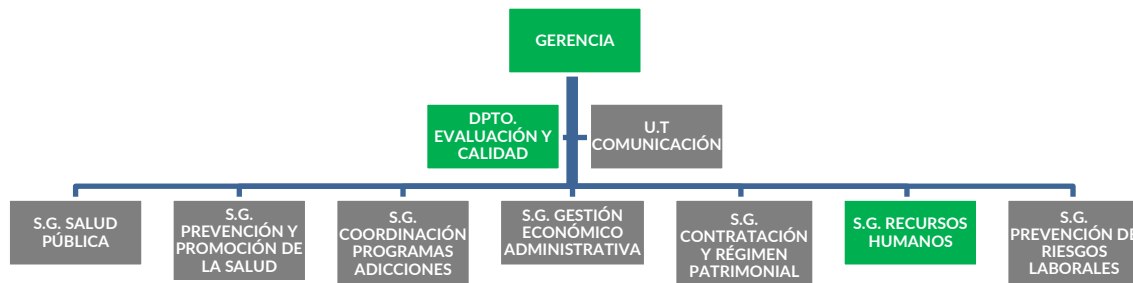 GERENCIA
DPTO.
EVALUACIÓN Y
CALIDAD
U.T
COMUNICACIÓN
S.G. SALUD
PÚBLICA
S.G.
PREVENCIÓN Y
PROMOCIÓN DE
LA SALUD
S.G.
COORDINACIÓN
PROGRAMAS
ADICCIONES
S.G. GESTIÓN
ECONÓMICO
ADMINISTRATIVA
S.G.
CONTRATACIÓN
Y RÉGIMEN
PATRIMONIAL
S.G. RECURSOS
HUMANOS
S.G.
PREVENCIÓN DE
RIESGOS
LABORALES